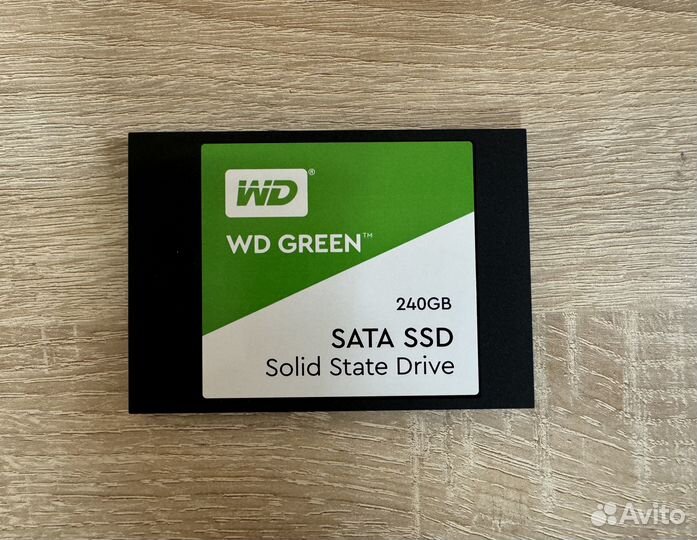 WD®
WD GREEN™
240GB
SATA SSD
Solid State Drive
Avito